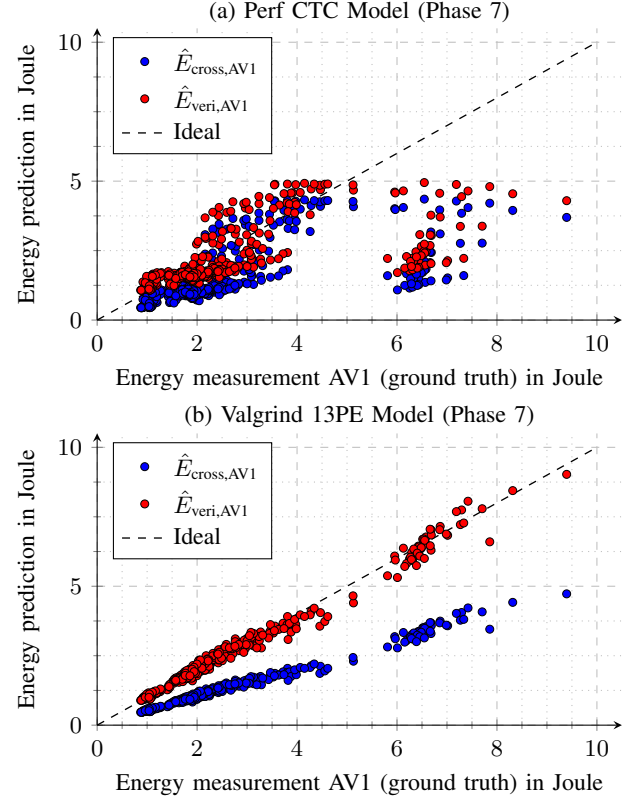 (a) Perf CTC Model (Phase 7)
Energy prediction in Joule
10
5
0
Ê_cross,AV1
Ê_veri,AV1
Ideal
0 2 4 6 8 10
Energy measurement AV1 (ground truth) in Joule
(b) Valgrind 13PE Model (Phase 7)
Energy prediction in Joule
10
5
0
Ê_cross,AV1
Ê_veri,AV1
Ideal
0 2 4 6 8 10
Energy measurement AV1 (ground truth) in Joule